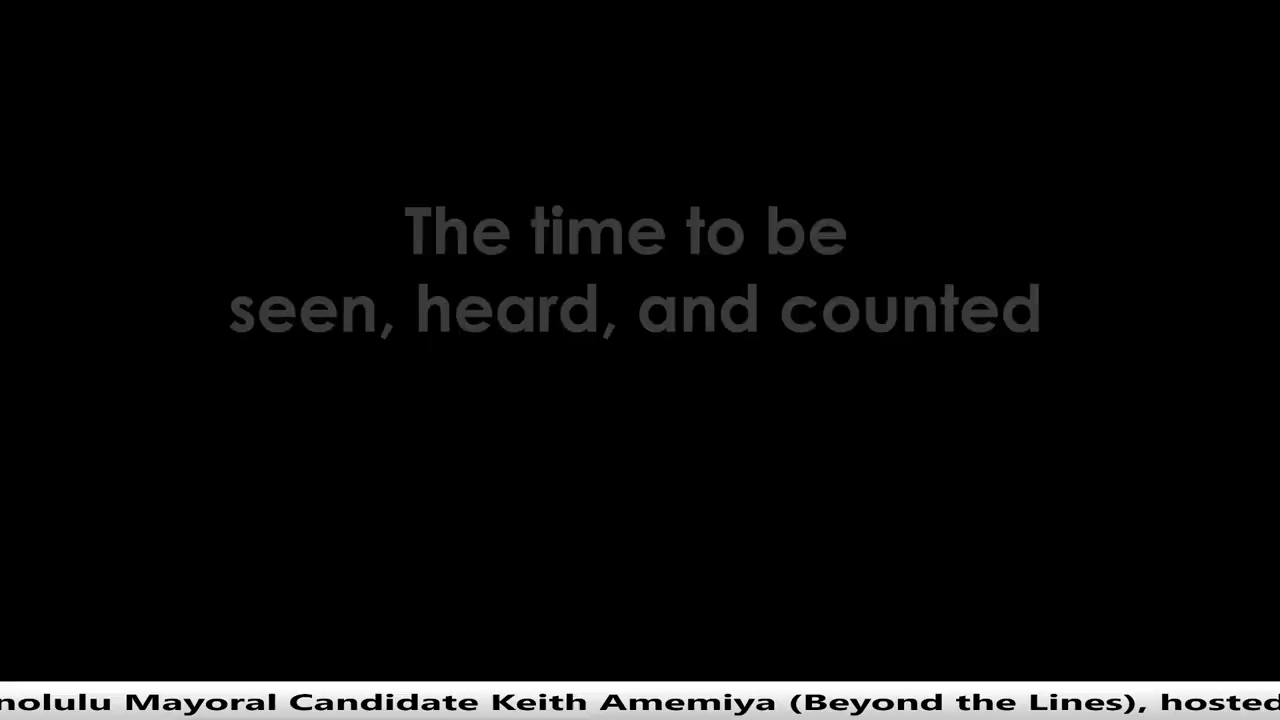 The time to be
seen, heard, and counted
nolulu Mayoral Candidate Keith Amemiya (Beyond the Lines), hosted